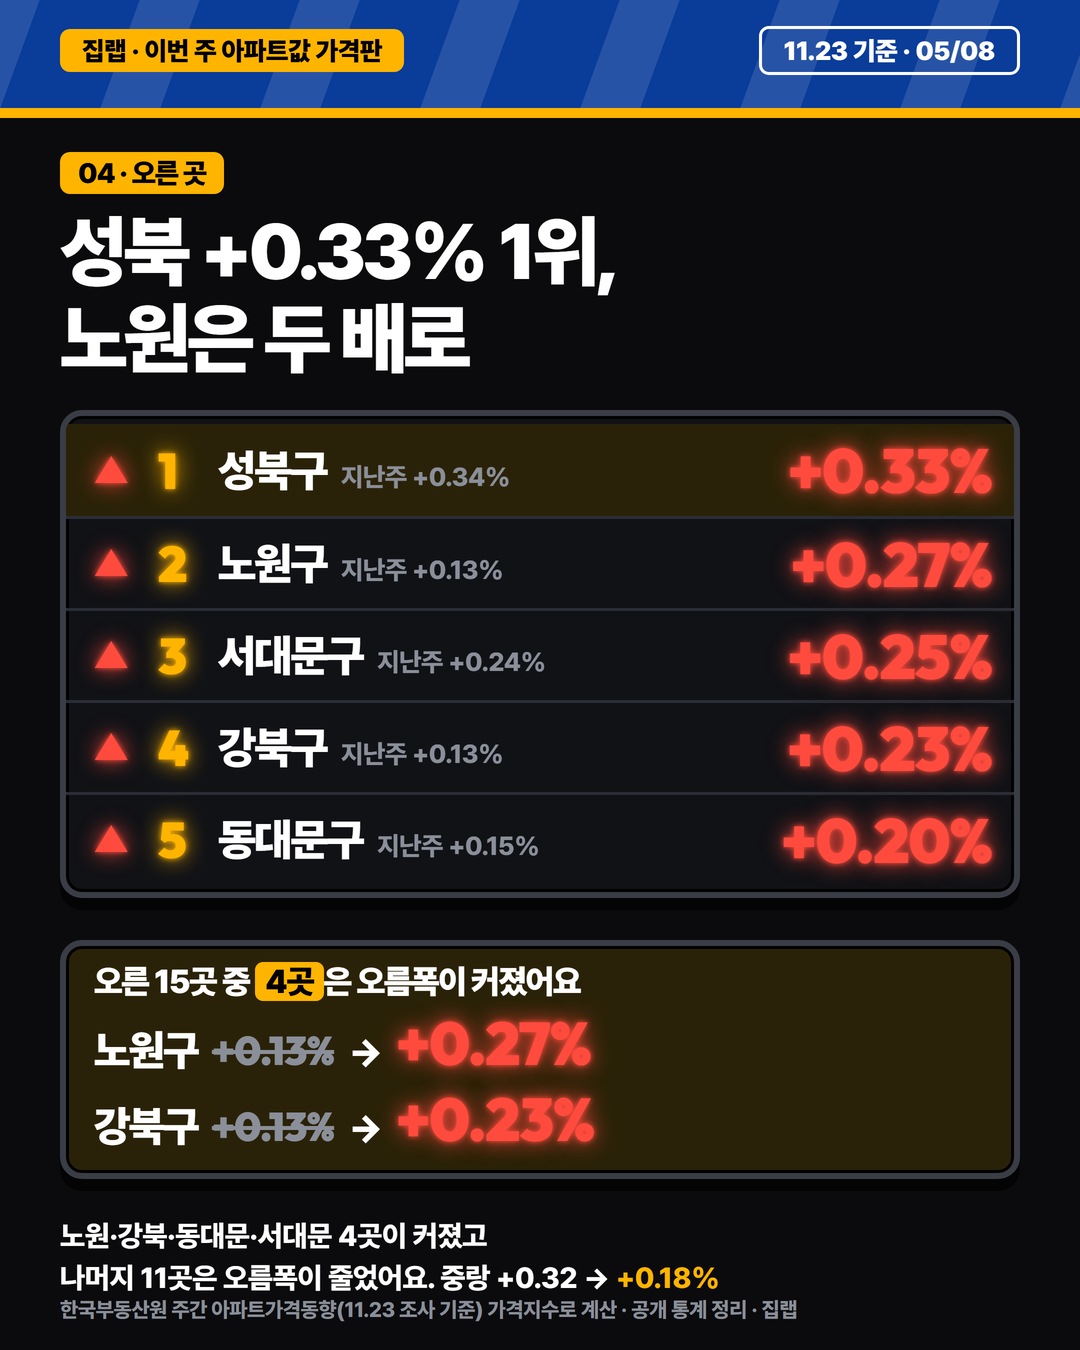 집랩 · 이번 주 아파트값 가격판
11.23 기준 · 05/08
04 · 오른 곳
성북 +0.33% 1위,
노원은 두 배로
▲ 1 성북구 지난주 +0.34% +0.33%
▲ 2 노원구 지난주 +0.13% +0.27%
▲ 3 서대문구 지난주 +0.24% +0.25%
▲ 4 강북구 지난주 +0.13% +0.23%
▲ 5 동대문구 지난주 +0.15% +0.20%
오른 15곳 중 4곳은 오름폭이 커졌어요
노원구 +0.13% → +0.27%
강북구 +0.13% → +0.23%
노원·강북·동대문·서대문 4곳이 커졌고
나머지 11곳은 오름폭이 줄었어요. 중랑 +0.32 → +0.18%
한국부동산원 주간 아파트가격동향(11.23 조사 기준) 가격지수로 계산 · 공개 통계 정리 · 집랩